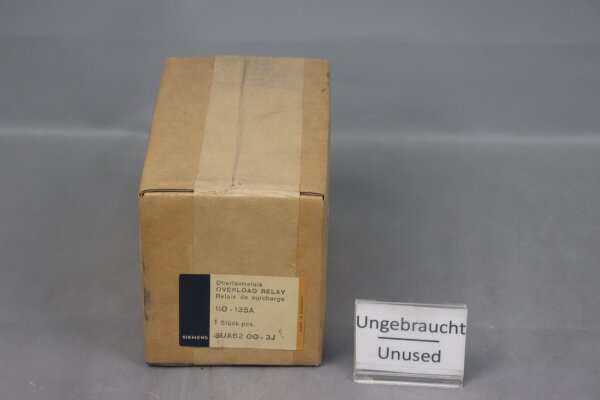 Überlastrelais
OVERLOAD RELAY
Relais de surcharge
110-135A
1 Stück-pcs.
SIEMENS
3UA62 00-3J
Ungebraucht
Unused